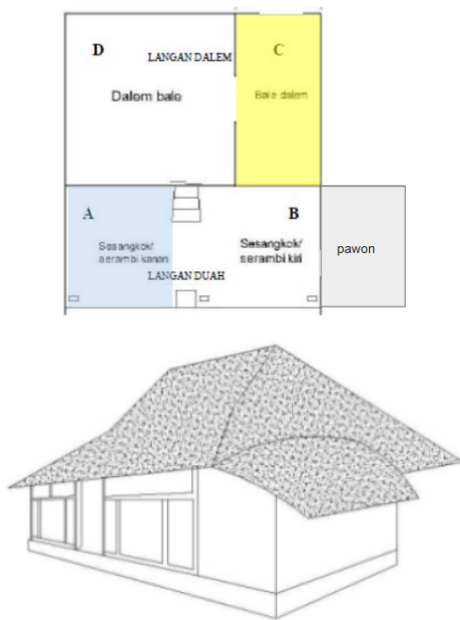 D
C
LANGAN DALEM
Dalom balo
Bale dalem
A
B
Sesangkok/
serambi kanan
Sesangkok/
serambi kiri
pawon
LANGAN DUAH